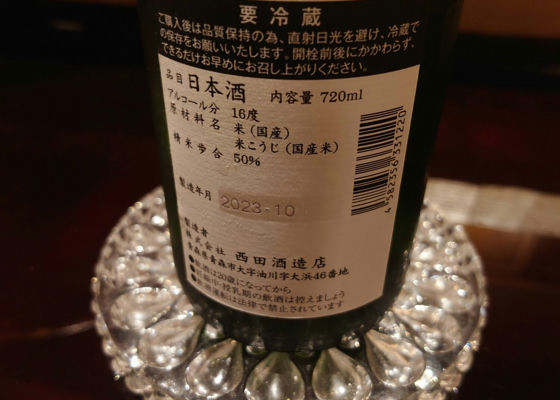 要冷蔵
ご購入後は品質保持の為、直射日光を避け、冷蔵で
の保存をお願いいたします。開栓前後にかかわらず、
できるだけお早めにお召し上がりください。
品目 日本酒 内容量 720ml
アルコール分 16度
原材料名 米(国産)
米こうじ(国産米)
精米歩合 50%
製造年月 2023-10
製造者
株式会社 西田酒造店
青森県青森市大字油川字大浜46番地
●飲酒は20歳になってから
●妊娠中・授乳期の飲酒は控えましょう
●飲酒運転は法律で禁止されています
4 582356 331220